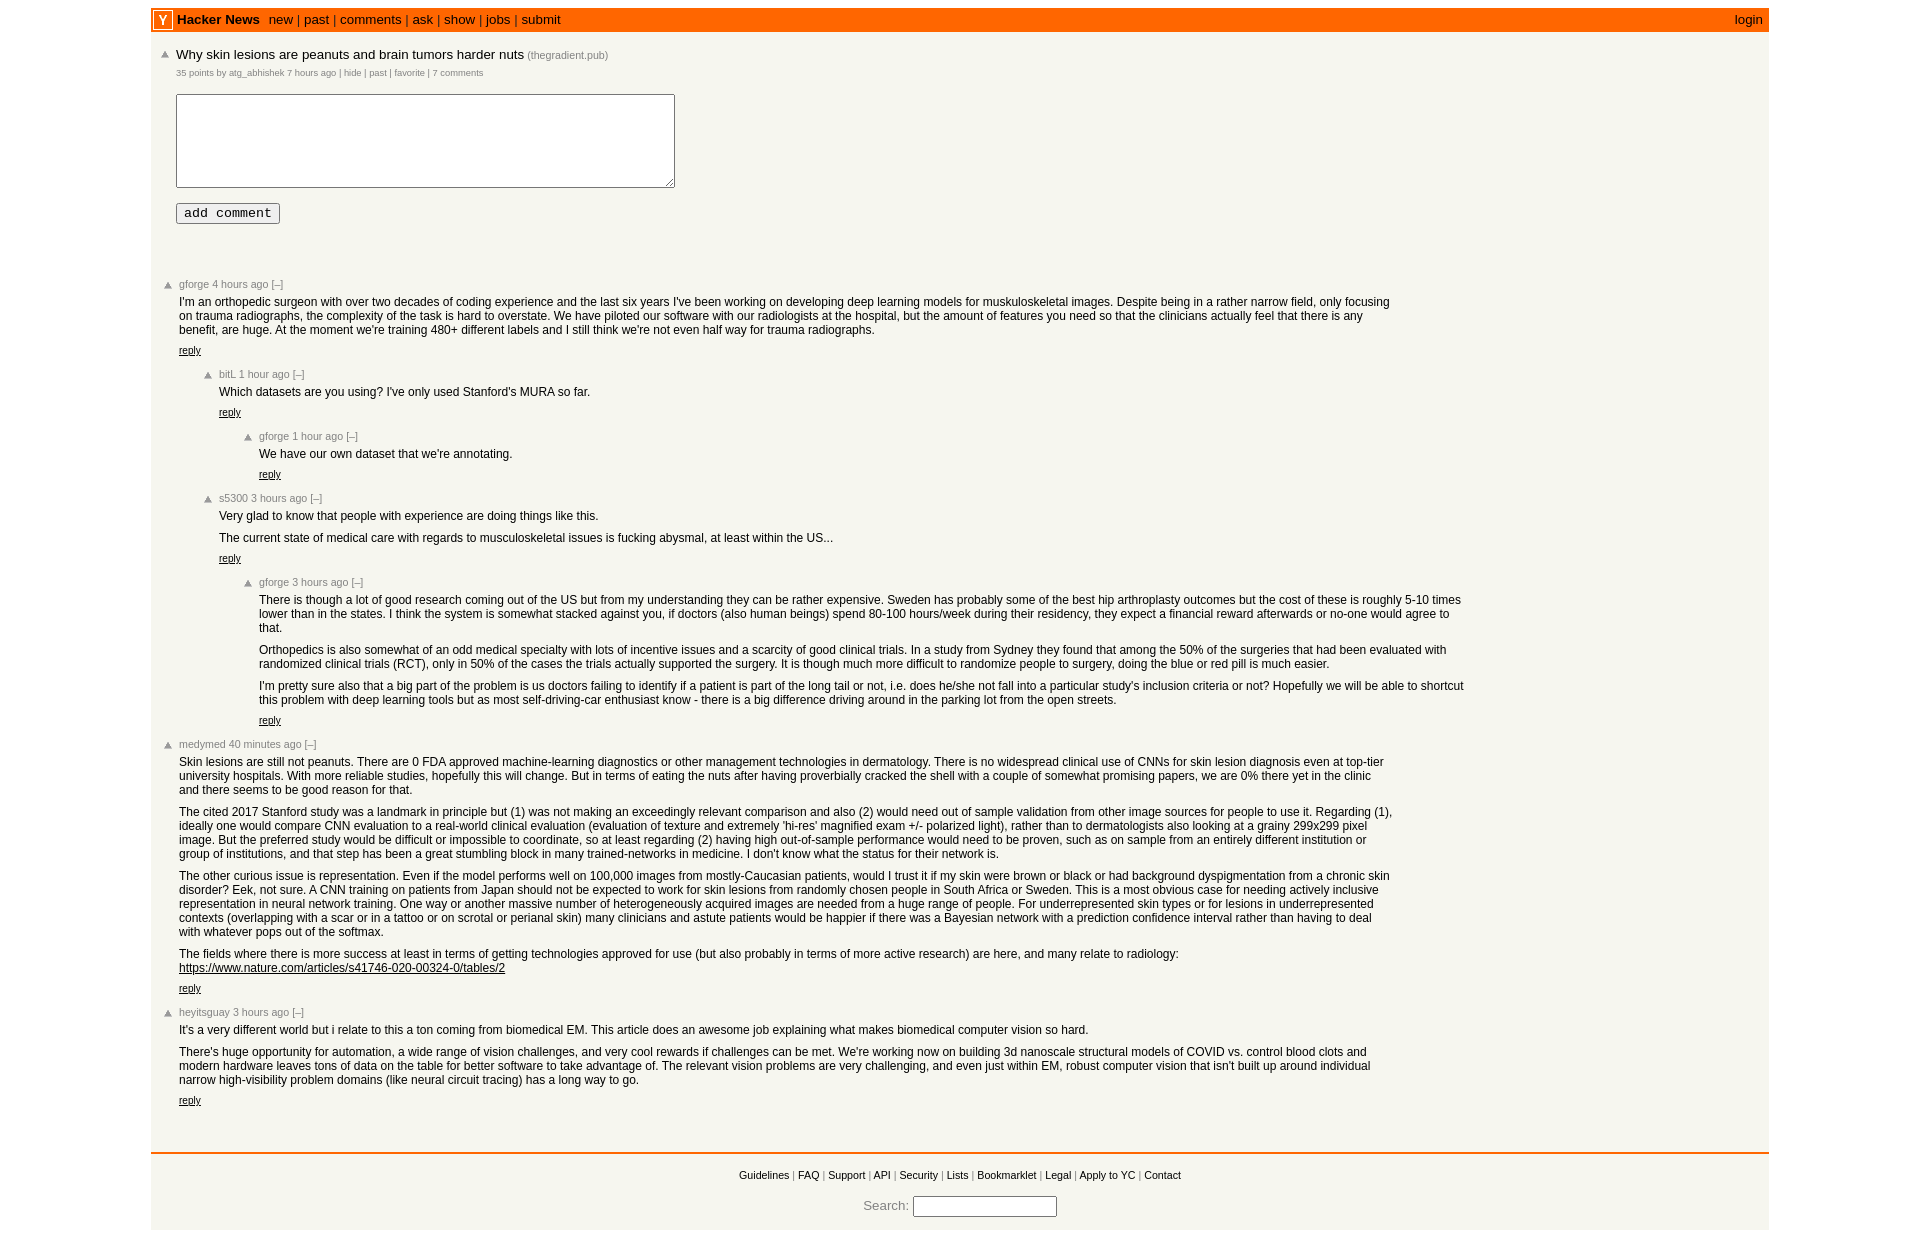 Y Hacker News new | past | comments | ask | show | jobs | submit login
Why skin lesions are peanuts and brain tumors harder nuts (thegradient.pub)
35 points by atg_abhishek 7 hours ago | hide | past | favorite | 7 comments
add comment
gforge 4 hours ago [–]
I'm an orthopedic surgeon with over two decades of coding experience and the last six years I've been working on developing deep learning models for muskuloskeletal images. Despite being in a rather narrow field, only focusing
on trauma radiographs, the complexity of the task is hard to overstate. We have piloted our software with our radiologists at the hospital, but the amount of features you need so that the clinicians actually feel that there is any
benefit, are huge. At the moment we're training 480+ different labels and I still think we're not even half way for trauma radiographs.
reply
bitL 1 hour ago [–]
Which datasets are you using? I've only used Stanford's MURA so far.
reply
gforge 1 hour ago [–]
We have our own dataset that we're annotating.
reply
s5300 3 hours ago [–]
Very glad to know that people with experience are doing things like this.
The current state of medical care with regards to musculoskeletal issues is fucking abysmal, at least within the US...
reply
gforge 3 hours ago [–]
There is though a lot of good research coming out of the US but from my understanding they can be rather expensive. Sweden has probably some of the best hip arthroplasty outcomes but the cost of these is roughly 5-10 times
lower than in the states. I think the system is somewhat stacked against you, if doctors (also human beings) spend 80-100 hours/week during their residency, they expect a financial reward afterwards or no-one would agree to
that.
Orthopedics is also somewhat of an odd medical specialty with lots of incentive issues and a scarcity of good clinical trials. In a study from Sydney they found that among the 50% of the surgeries that had been evaluated with
randomized clinical trials (RCT), only in 50% of the cases the trials actually supported the surgery. It is though much more difficult to randomize people to surgery, doing the blue or red pill is much easier.
I'm pretty sure also that a big part of the problem is us doctors failing to identify if a patient is part of the long tail or not, i.e. does he/she not fall into a particular study's inclusion criteria or not? Hopefully we will be able to shortcut
this problem with deep learning tools but as most self-driving-car enthusiast know - there is a big difference driving around in the parking lot from the open streets.
reply
medymed 40 minutes ago [–]
Skin lesions are still not peanuts. There are 0 FDA approved machine-learning diagnostics or other management technologies in dermatology. There is no widespread clinical use of CNNs for skin lesion diagnosis even at top-tier
university hospitals. With more reliable studies, hopefully this will change. But in terms of eating the nuts after having proverbially cracked the shell with a couple of somewhat promising papers, we are 0% there yet in the clinic
and there seems to be good reason for that.
The cited 2017 Stanford study was a landmark in principle but (1) was not making an exceedingly relevant comparison and also (2) would need out of sample validation from other image sources for people to use it. Regarding (1),
ideally one would compare CNN evaluation to a real-world clinical evaluation (evaluation of texture and extremely 'hi-res' magnified exam +/- polarized light), rather than to dermatologists also looking at a grainy 299x299 pixel
image. But the preferred study would be difficult or impossible to coordinate, so at least regarding (2) having high out-of-sample performance would need to be proven, such as on sample from an entirely different institution or
group of institutions, and that step has been a great stumbling block in many trained-networks in medicine. I don't know what the status for their network is.
The other curious issue is representation. Even if the model performs well on 100,000 images from mostly-Caucasian patients, would I trust it if my skin were brown or black or had background dyspigmentation from a chronic skin
disorder? Eek, not sure. A CNN training on patients from Japan should not be expected to work for skin lesions from randomly chosen people in South Africa or Sweden. This is a most obvious case for needing actively inclusive
representation in neural network training. One way or another massive number of heterogeneously acquired images are needed from a huge range of people. For underrepresented skin types or for lesions in underrepresented
contexts (overlapping with a scar or in a tattoo or on scrotal or perianal skin) many clinicians and astute patients would be happier if there was a Bayesian network with a prediction confidence interval rather than having to deal
with whatever pops out of the softmax.
The fields where there is more success at least in terms of getting technologies approved for use (but also probably in terms of more active research) are here, and many relate to radiology:
https://www.nature.com/articles/s41746-020-00324-0/tables/2
reply
heyitsguay 3 hours ago [–]
It's a very different world but i relate to this a ton coming from biomedical EM. This article does an awesome job explaining what makes biomedical computer vision so hard.
There's huge opportunity for automation, a wide range of vision challenges, and very cool rewards if challenges can be met. We're working now on building 3d nanoscale structural models of COVID vs. control blood clots and
modern hardware leaves tons of data on the table for better software to take advantage of. The relevant vision problems are very challenging, and even just within EM, robust computer vision that isn't built up around individual
narrow high-visibility problem domains (like neural circuit tracing) has a long way to go.
reply
Guidelines | FAQ | Support | API | Security | Lists | Bookmarklet | Legal | Apply to YC | Contact
Search: